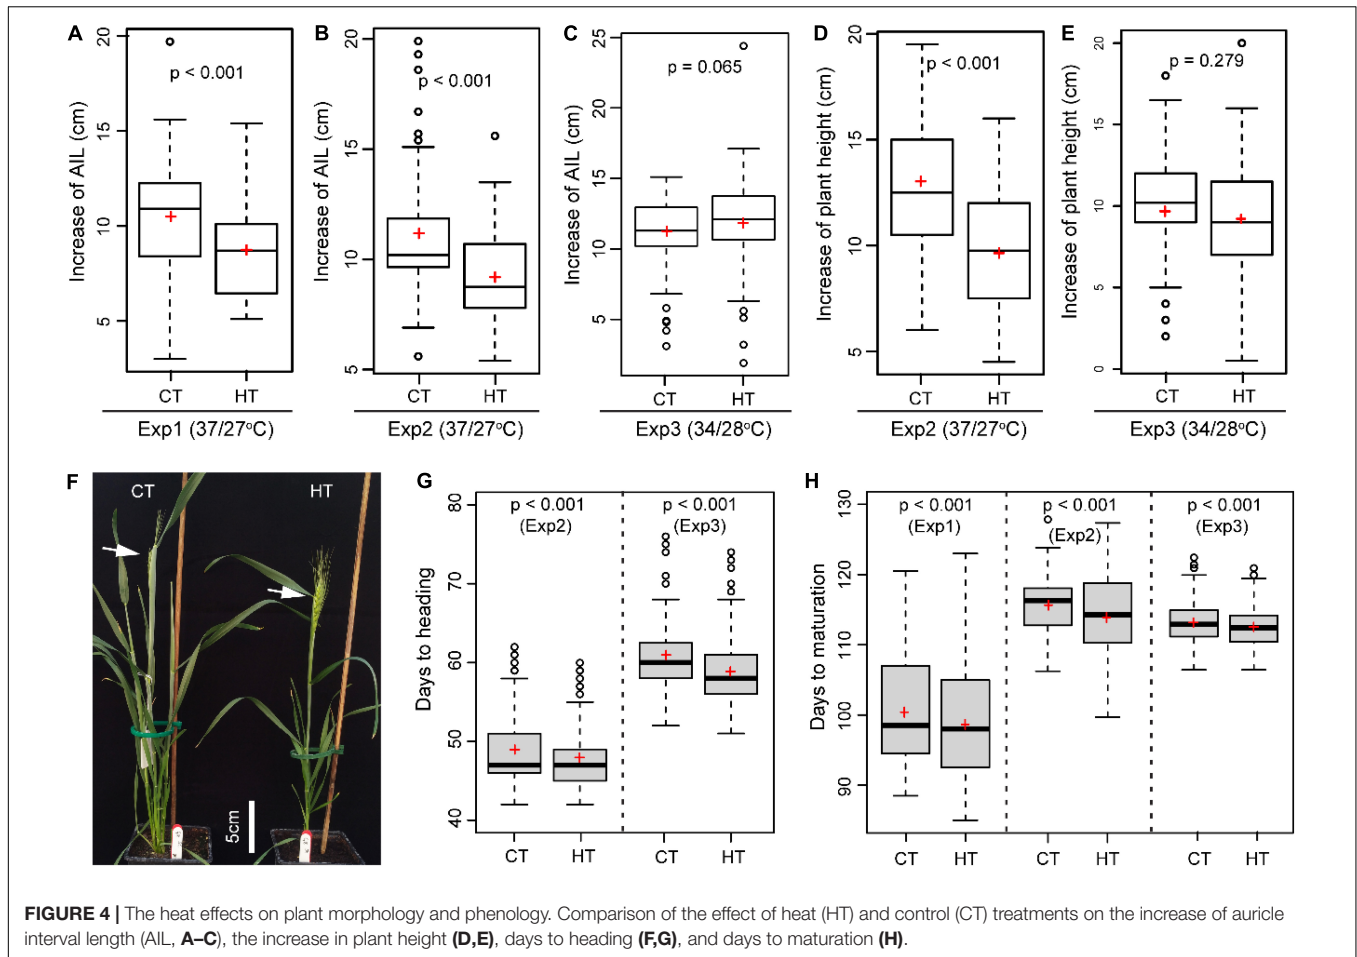 A
20
15
10
5
Increase of AIL (cm)
p < 0.001
CT HT
Exp1 (37/27°C)
B
20
15
10
5
Increase of AIL (cm)
p < 0.001
CT HT
Exp2 (37/27°C)
C
25
20
15
10
5
Increase of AIL (cm)
p = 0.065
CT HT
Exp3 (34/28°C)
D
20
15
10
5
Increase of plant height (cm)
p < 0.001
CT HT
Exp2 (37/27°C)
E
20
15
10
5
0
Increase of plant height (cm)
p = 0.279
CT HT
Exp3 (34/28°C)
F
CT HT
5cm
G
80
70
60
50
40
Days to heading
p < 0.001 p < 0.001
(Exp2) (Exp3)
CT HT CT HT
H
130
120
110
100
90
Days to maturation
p < 0.001 p < 0.001 p < 0.001
(Exp1) (Exp2) (Exp3)
CT HT CT HT CT HT
FIGURE 4 | The heat effects on plant morphology and phenology. Comparison of the effect of heat (HT) and control (CT) treatments on the increase of auricle
interval length (AIL, A–C), the increase in plant height (D,E), days to heading (F,G), and days to maturation (H).